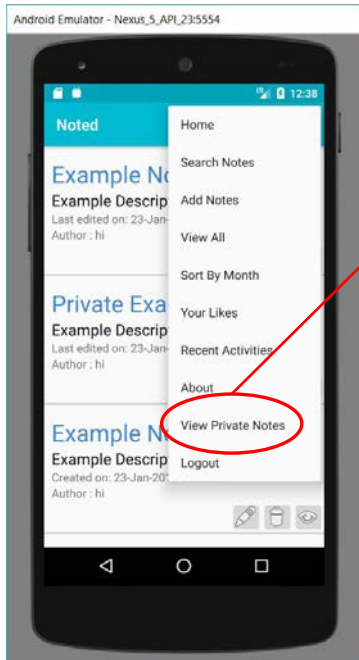 Android Emulator - Nexus_5_API_23:5554
12:38
Noted
Home
Search Notes
Add Notes
View All
Sort By Month
Your Likes
Recent Activities
About
View Private Notes
Logout
Example No
Example Descrip
Last edited on: 23-Jan-
Author : hi
Private Exa
Example Descrip
Last edited on: 23-Jan-
Author : hi
Example N
Example Descrip
Created on: 23-Jan-20
Author : hi